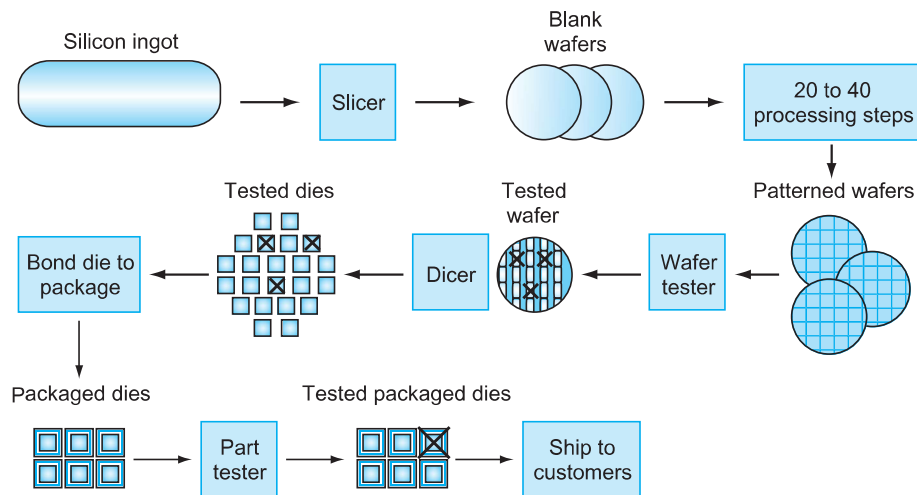 Silicon ingot
Slicer
Blank
wafers
20 to 40
processing steps
Tested dies
Tested
wafer
Patterned wafers
Bond die to
package
Dicer
Wafer
tester
Packaged dies
Tested packaged dies
Part
tester
Ship to
customers